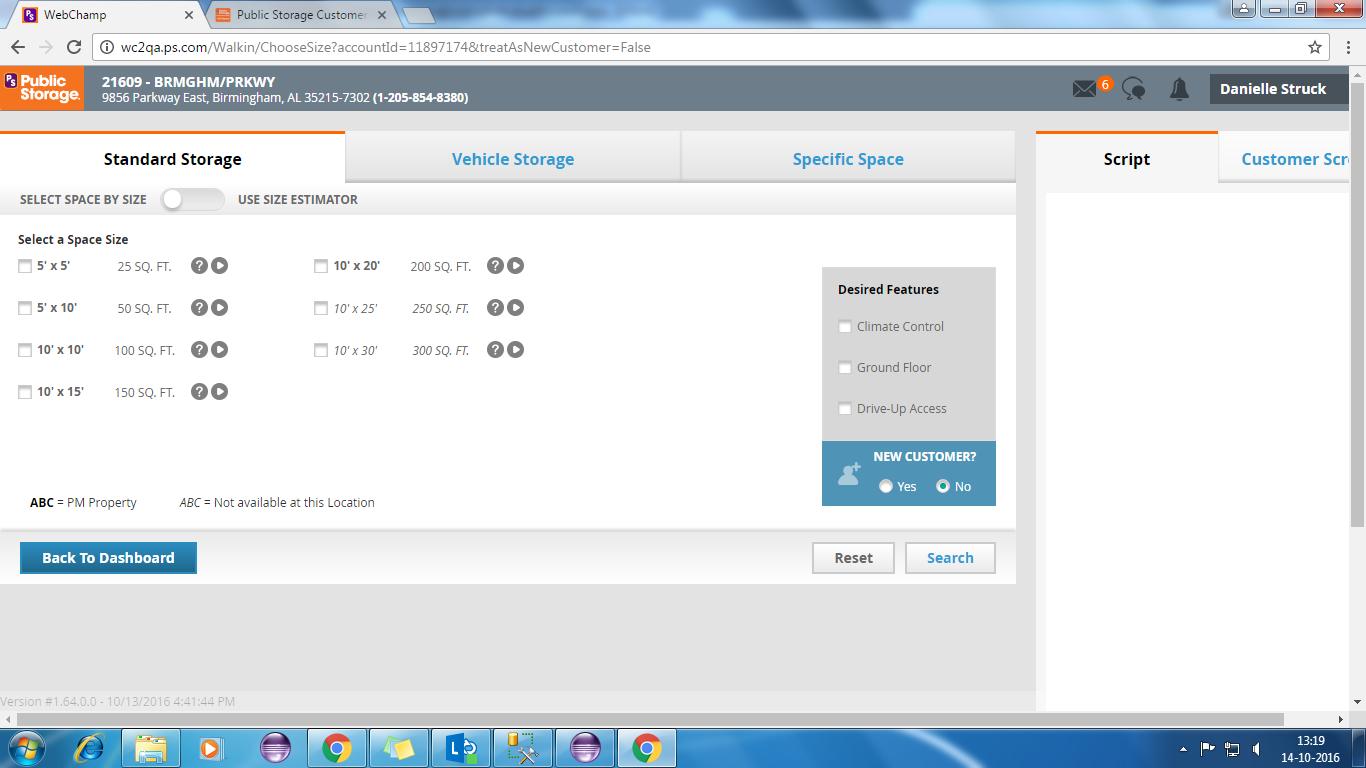 WebChamp
Public Storage Customer
wc2qa.ps.com/Walkin/ChooseSize?accountId=11897174&treatAsNewCustomer=False
PS Public Storage.
21609 - BRMGHM/PRKWY
9856 Parkway East, Birmingham, AL 35215-7302 (1-205-854-8380)
6
Danielle Struck
Standard Storage
Vehicle Storage
Specific Space
Script
Customer Scre
SELECT SPACE BY SIZE
USE SIZE ESTIMATOR
Select a Space Size
5' x 5' 25 SQ. FT. ?
10' x 20' 200 SQ. FT. ?
5' x 10' 50 SQ. FT. ?
10' x 25' 250 SQ. FT. ?
10' x 10' 100 SQ. FT. ?
10' x 30' 300 SQ. FT. ?
10' x 15' 150 SQ. FT. ?
Desired Features
Climate Control
Ground Floor
Drive-Up Access
NEW CUSTOMER?
Yes No
ABC = PM Property
ABC = Not available at this Location
Back To Dashboard
Reset
Search
Version #1.64.0.0 - 10/13/2016 4:41:44 PM
13:19
14-10-2016